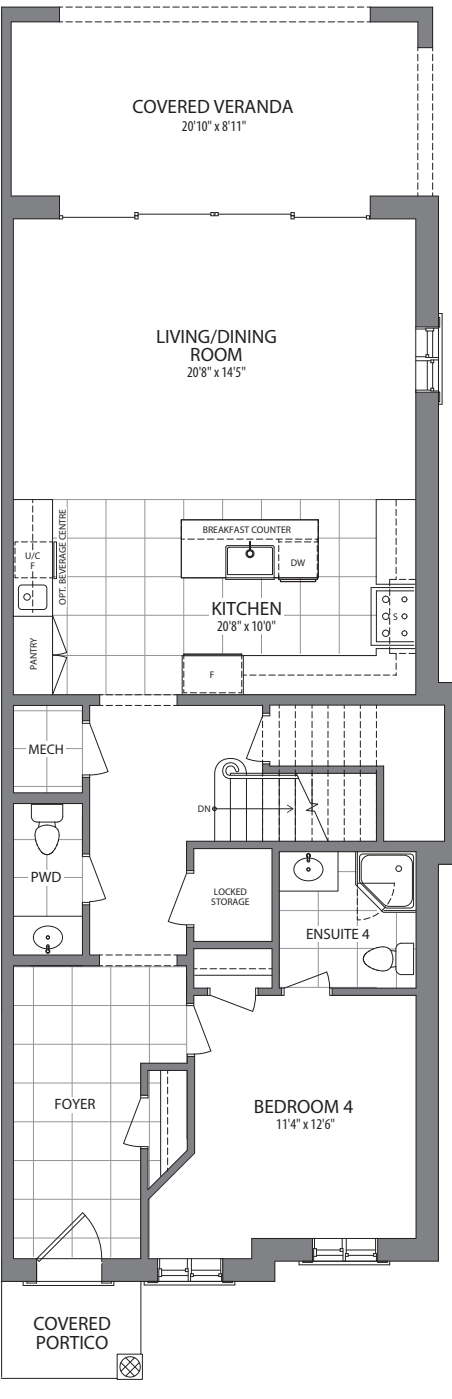 COVERED VERANDA
20'10" x 8'11"
LIVING/DINING
ROOM
20'8" x 14'5"
BREAKFAST COUNTER
OPT. BEVERAGE CENTRE
U/C
F
DW
KITCHEN
20'8" x 10'0"
S
PANTRY
F
MECH
DN
PWD
LOCKED
STORAGE
ENSUITE 4
FOYER
BEDROOM 4
11'4" x 12'6"
COVERED
PORTICO